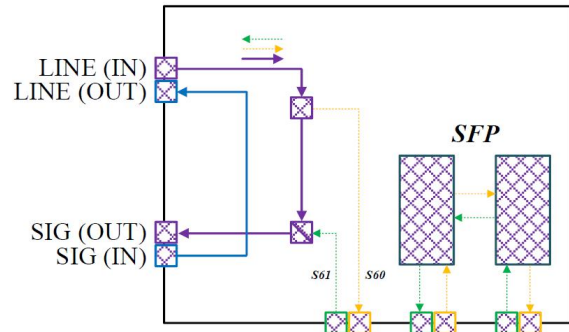 LINE (IN)
LINE (OUT)
SFP
SIG (OUT)
SIG (IN)
S61
S60